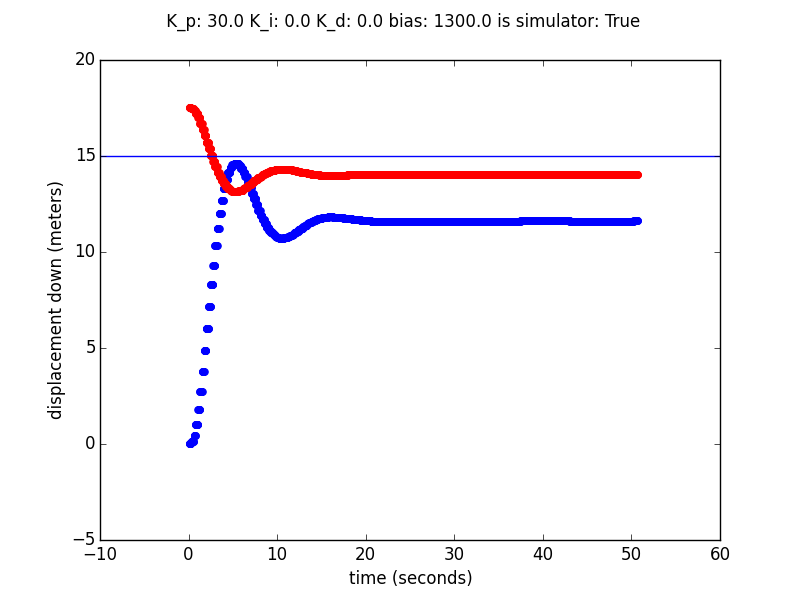 K_p: 30.0 K_i: 0.0 K_d: 0.0 bias: 1300.0 is simulator: True
20
15
10
5
0
−5
displacement down (meters)
−10 0 10 20 30 40 50 60
time (seconds)